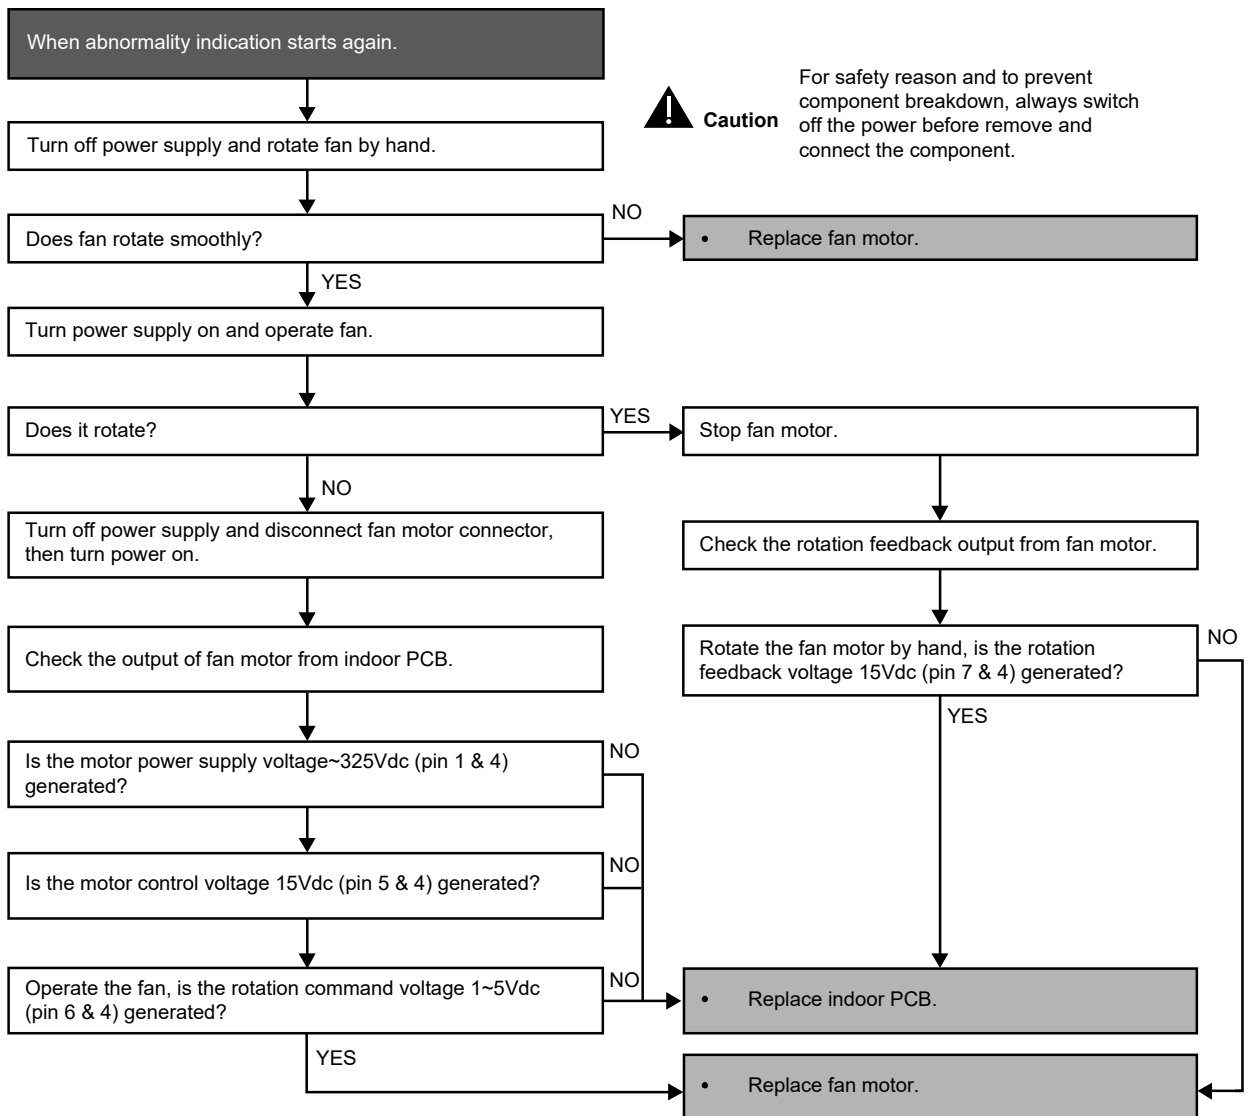 When abnormality indication starts again.
Caution
For safety reason and to prevent
component breakdown, always switch
off the power before remove and
connect the component.
Turn off power supply and rotate fan by hand.
Does fan rotate smoothly?
NO
• Replace fan motor.
YES
Turn power supply on and operate fan.
Does it rotate?
YES
Stop fan motor.
NO
Turn off power supply and disconnect fan motor connector,
then turn power on.
Check the rotation feedback output from fan motor.
Check the output of fan motor from indoor PCB.
Rotate the fan motor by hand, is the rotation
feedback voltage 15Vdc (pin 7 & 4) generated?
NO
YES
Is the motor power supply voltage~325Vdc (pin 1 & 4)
generated?
NO
Is the motor control voltage 15Vdc (pin 5 & 4) generated?
NO
Operate the fan, is the rotation command voltage 1~5Vdc
(pin 6 & 4) generated?
NO
• Replace indoor PCB.
YES
• Replace fan motor.